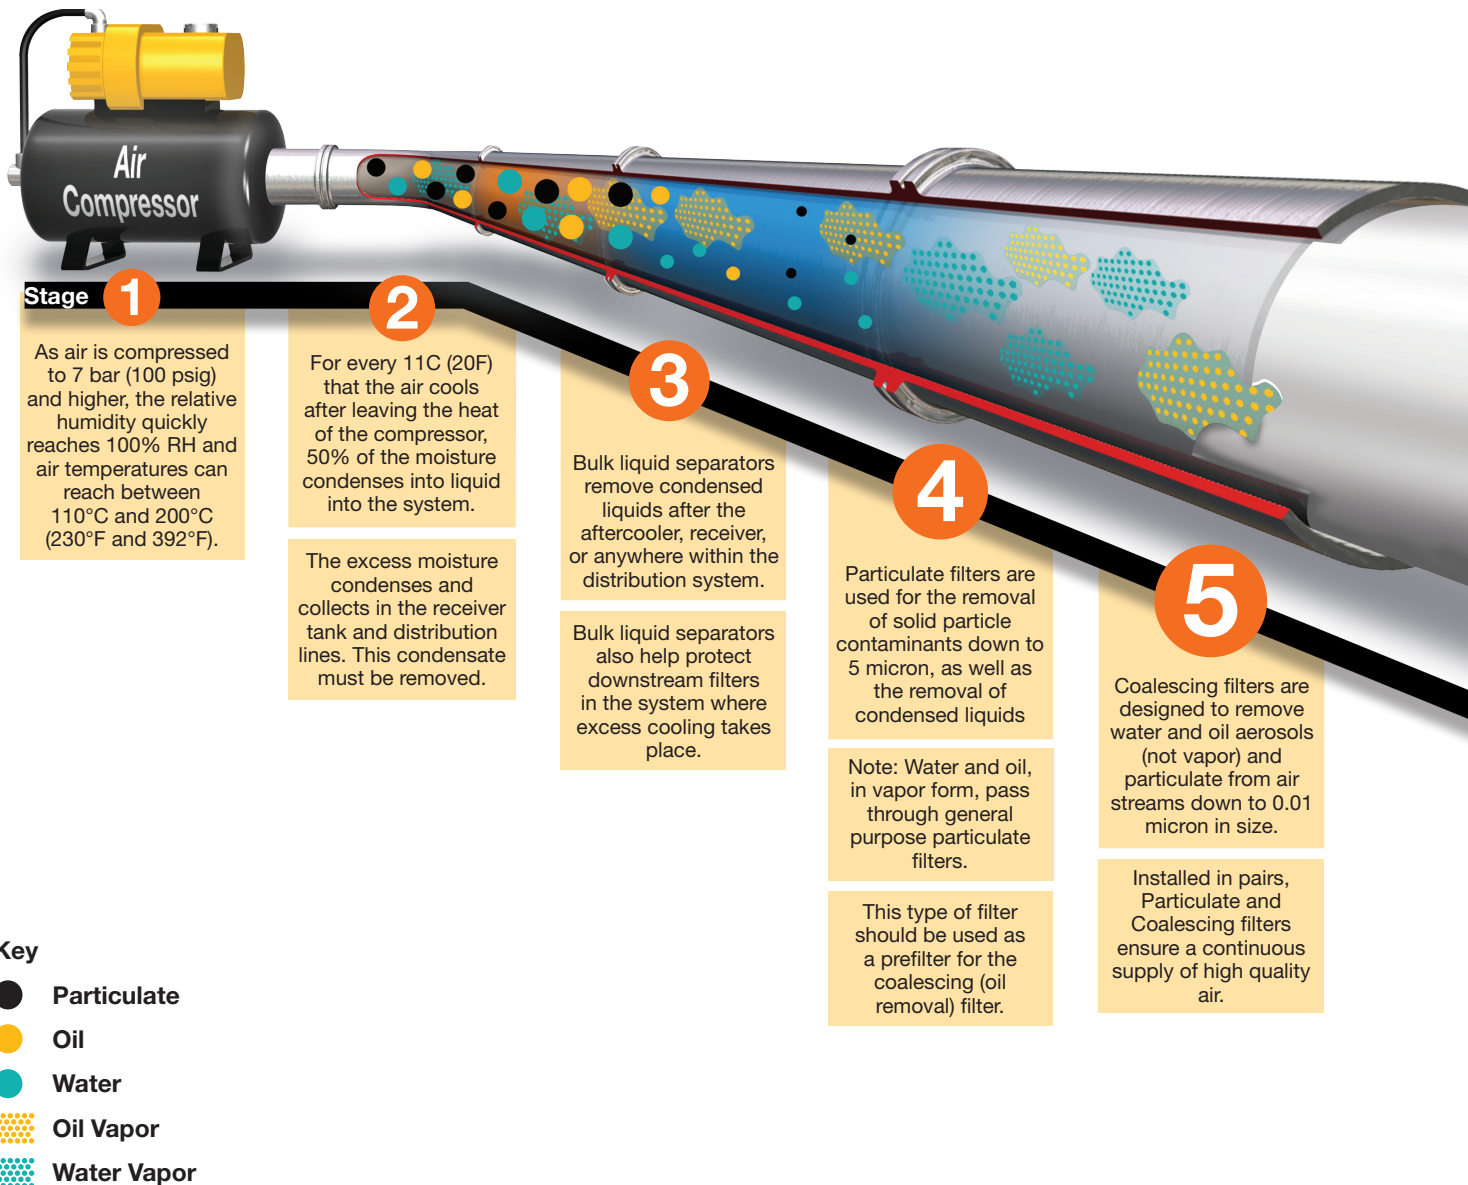 Air
Compressor
Stage
1
As air is compressed
to 7 bar (100 psig)
and higher, the relative
humidity quickly
reaches 100% RH and
air temperatures can
reach between
110°C and 200°C
(230°F and 392°F).
2
For every 11C (20F)
that the air cools
after leaving the heat
of the compressor,
50% of the moisture
condenses into liquid
into the system.
The excess moisture
condenses and
collects in the receiver
tank and distribution
lines. This condensate
must be removed.
3
Bulk liquid separators
remove condensed
liquids after the
aftercooler, receiver,
or anywhere within the
distribution system.
Bulk liquid separators
also help protect
downstream filters
in the system where
excess cooling takes
place.
4
Particulate filters are
used for the removal
of solid particle
contaminants down to
5 micron, as well as
the removal of
condensed liquids
Note: Water and oil,
in vapor form, pass
through general
purpose particulate
filters.
This type of filter
should be used as
a prefilter for the
coalescing (oil
removal) filter.
5
Coalescing filters are
designed to remove
water and oil aerosols
(not vapor) and
particulate from air
streams down to 0.01
micron in size.
Installed in pairs,
Particulate and
Coalescing filters
ensure a continuous
supply of high quality
air.
Key
Particulate
Oil
Water
Oil Vapor
Water Vapor